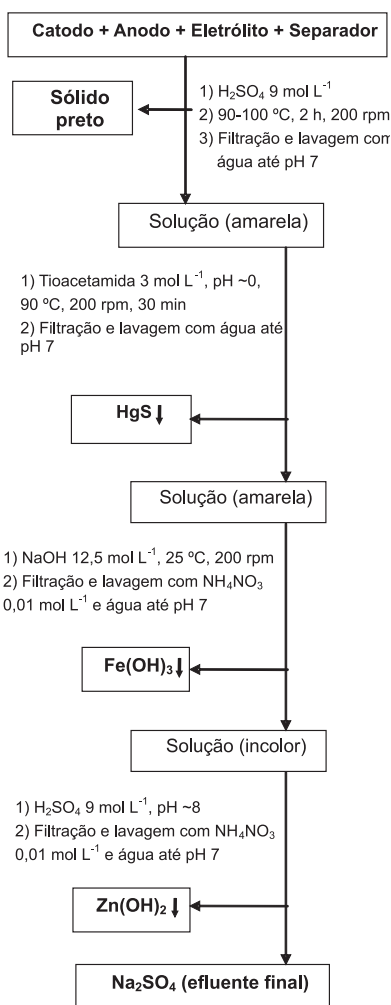 Catodo + Anodo + Eletrólito + Separador
1) H₂SO₄ 9 mol L⁻¹
2) 90-100 ºC, 2 h, 200 rpm
3) Filtração e lavagem com
água até pH 7
Sólido
preto
Solução (amarela)
1) Tioacetamida 3 mol L⁻¹, pH ~0,
90 ºC, 200 rpm, 30 min
2) Filtração e lavagem com água até
pH 7
HgS↓
Solução (amarela)
1) NaOH 12,5 mol L⁻¹, 25 ºC, 200 rpm
2) Filtração e lavagem com NH₄NO₃
0,01 mol L⁻¹ e água até pH 7
Fe(OH)₃↓
Solução (incolor)
1) H₂SO₄ 9 mol L⁻¹, pH ~8
2) Filtração e lavagem com NH₄NO₃
0,01 mol L⁻¹ e água até pH 7
Zn(OH)₂↓
Na₂SO₄ (efluente final)